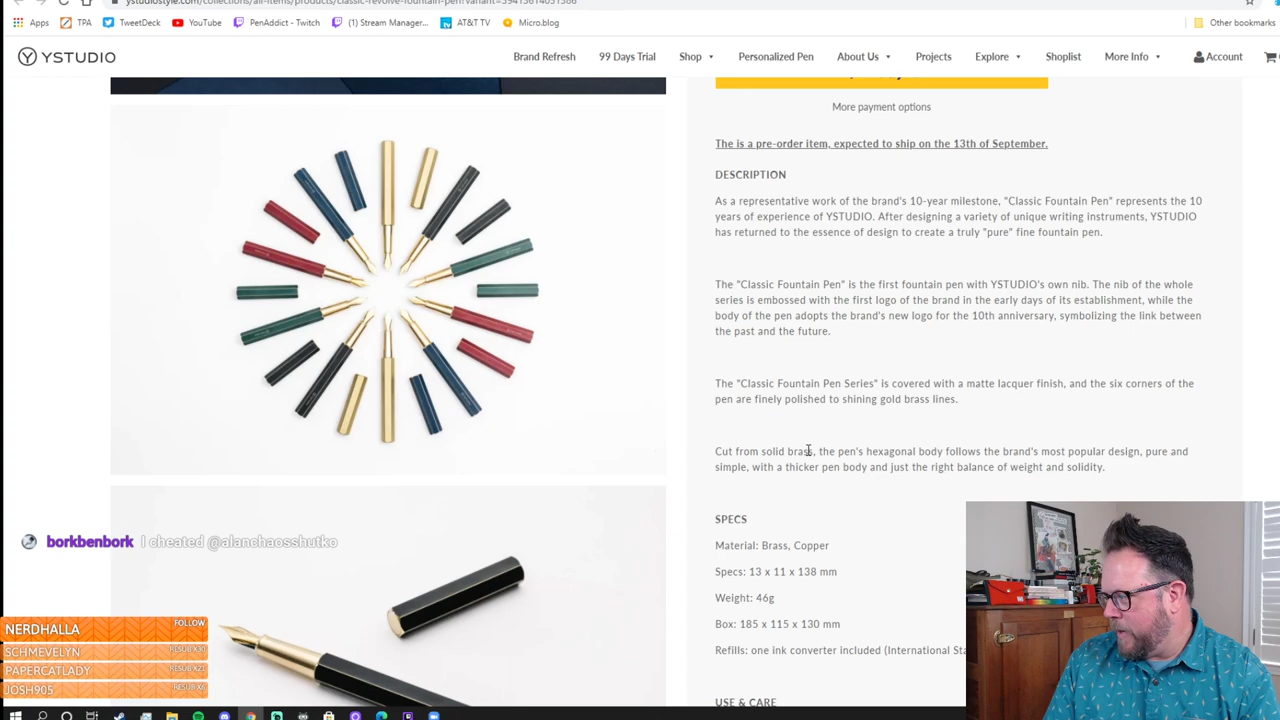 ystudiostyle.com/collections/all-items/products/classic-revolve-fountain-pen?variant=39413614051386
Apps TPA TweetDeck YouTube PenAddict - Twitch (1) Stream Manager... AT&T TV Micro.blog Other bookmarks
YSTUDIO Brand Refresh 99 Days Trial Shop Personalized Pen About Us Projects Explore Shoplist More Info Account
More payment options
The is a pre-order item, expected to ship on the 13th of September.
DESCRIPTION
As a representative work of the brand's 10-year milestone, "Classic Fountain Pen" represents the 10
years of experience of YSTUDIO. After designing a variety of unique writing instruments, YSTUDIO
has returned to the essence of design to create a truly "pure" fine fountain pen.
The "Classic Fountain Pen" is the first fountain pen with YSTUDIO's own nib. The nib of the whole
series is embossed with the first logo of the brand in the early days of its establishment, while the
body of the pen adopts the brand's new logo for the 10th anniversary, symbolizing the link between
the past and the future.
The "Classic Fountain Pen Series" is covered with a matte lacquer finish, and the six corners of the
pen are finely polished to shining gold brass lines.
Cut from solid brass, the pen's hexagonal body follows the brand's most popular design, pure and
simple, with a thicker pen body and just the right balance of weight and solidity.
SPECS
Material: Brass, Copper
Specs: 13 x 11 x 138 mm
Weight: 46g
Box: 185 x 115 x 130 mm
Refills: one ink converter included (International Sta
USE & CARE
borkbenbork I cheated @alanchaosshutko
NERDHALLA FOLLOW
SCHMEVELYN RESUB X30
PAPERCATLADY RESUB X21
JOSH905 RESUB X6